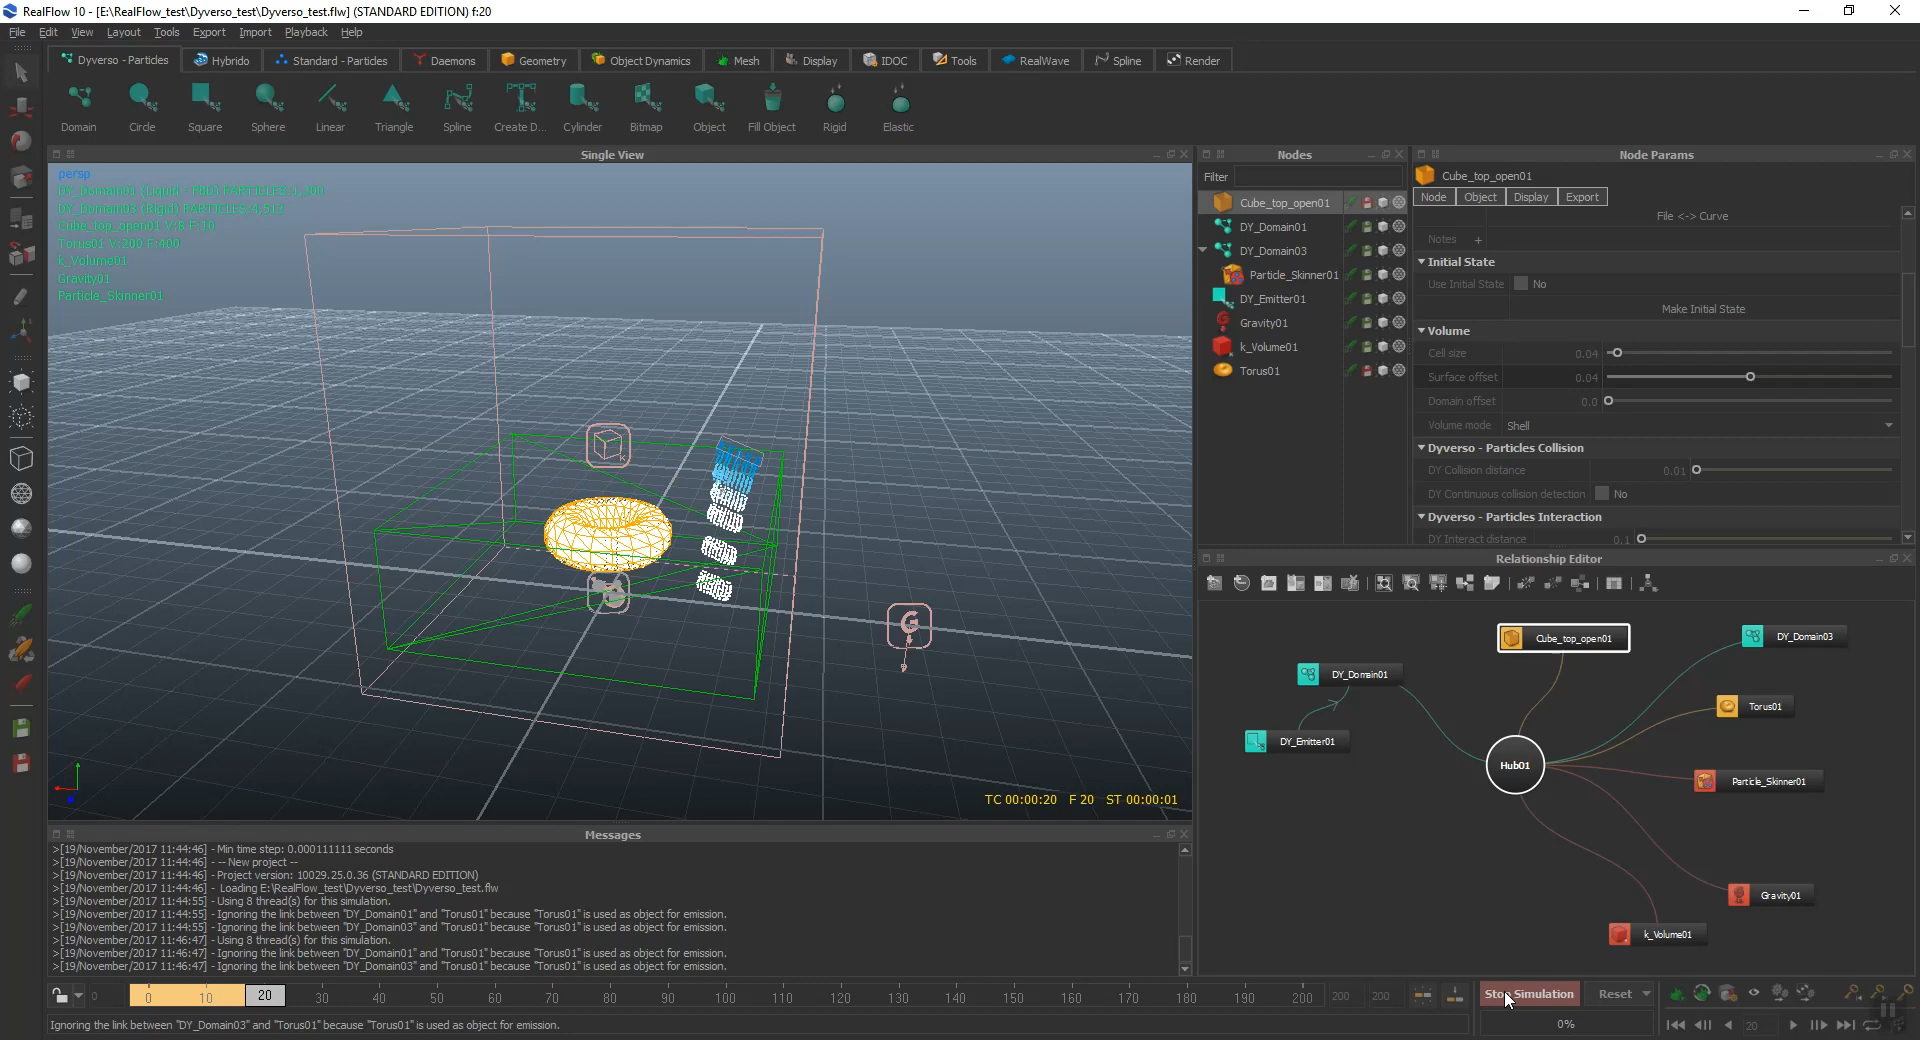 RealFlow 10 - [E:\RealFlow_test\Dyverso_test\Dyverso_test.flw] (STANDARD EDITION) f:20
File Edit View Layout Tools Export Import Playback Help
Dyverso - Particles Hybrido Standard - Particles Daemons Geometry Object Dynamics Mesh Display IDOC Tools RealWave Spline Render
Domain Circle Square Sphere Linear Triangle Spline Create D... Cylinder Bitmap Object Fill Object Rigid Elastic
Single View
persp
DY_Domain01 (Liquid - PBD) PARTICLES:1,200
DY_Domain03 (Rigid) PARTICLES:4,512
Cube_top_open01 V:8 F:10
Torus01 V:200 F:400
k_Volume01
Gravity01
Particle_Skinner01
G
TC 00:00:20 F 20 ST 00:00:01
Nodes
Filter
Cube_top_open01
DY_Domain01
DY_Domain03
Particle_Skinner01
DY_Emitter01
Gravity01
k_Volume01
Torus01
Node Params
Cube_top_open01
Node Object Display Export
File <-> Curve
Notes +
Initial State
Use Initial State No
Make Initial State
Volume
Cell size 0.04
Surface offset 0.04
Domain offset 0.0
Volume mode Shell
Dyverso - Particles Collision
DY Collision distance 0.01
DY Continuous collision detection No
Dyverso - Particles Interaction
DY Interact distance 0.1
Relationship Editor
Cube_top_open01
DY_Domain03
DY_Domain01
Torus01
DY_Emitter01
Hub01
Particle_Skinner01
Gravity01
k_Volume01
Messages
>[19/November/2017 11:44:46] - Min time step: 0.000111111 seconds
>[19/November/2017 11:44:46] - -- New project --
>[19/November/2017 11:44:46] - Project version: 10029.25.0.36 (STANDARD EDITION)
>[19/November/2017 11:44:46] - Loading E:\RealFlow_test\Dyverso_test\Dyverso_test.flw
>[19/November/2017 11:44:55] - Using 8 thread(s) for this simulation.
>[19/November/2017 11:44:55] - Ignoring the link between "DY_Domain01" and "Torus01" because "Torus01" is used as object for emission.
>[19/November/2017 11:44:55] - Ignoring the link between "DY_Domain03" and "Torus01" because "Torus01" is used as object for emission.
>[19/November/2017 11:46:47] - Using 8 thread(s) for this simulation.
>[19/November/2017 11:46:47] - Ignoring the link between "DY_Domain01" and "Torus01" because "Torus01" is used as object for emission.
>[19/November/2017 11:46:47] - Ignoring the link between "DY_Domain03" and "Torus01" because "Torus01" is used as object for emission.
0 0 10 20 30 40 50 60 70 80 90 100 110 120 130 140 150 160 170 180 190 200 200 200
Stop Simulation Reset
Ignoring the link between "DY_Domain03" and "Torus01" because "Torus01" is used as object for emission.
0%
20